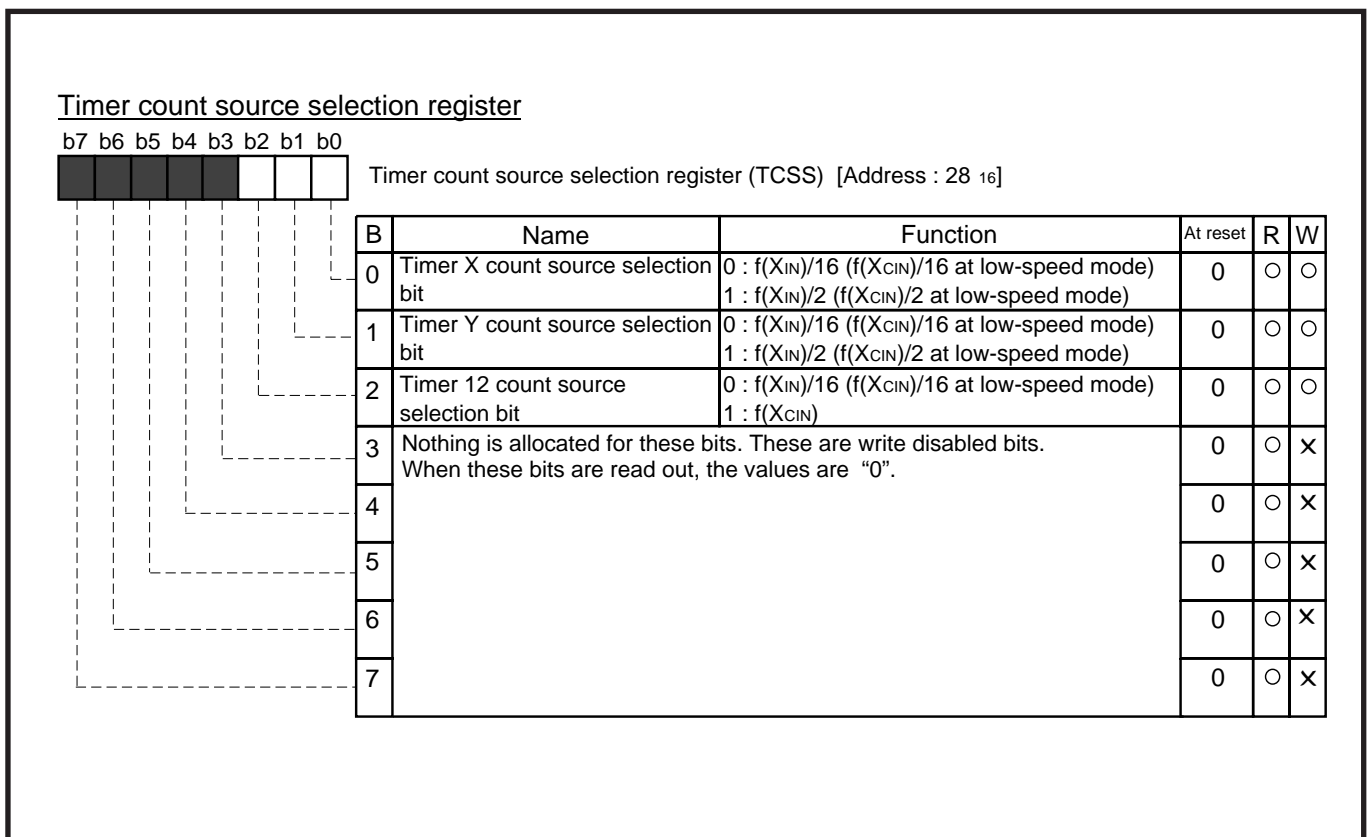 Timer count source selection register
b7 b6 b5 b4 b3 b2 b1 b0
Timer count source selection register (TCSS) [Address : 28 16]
B Name Function At reset R W
0 Timer X count source selection bit 0 : f(XIN)/16 (f(XCIN)/16 at low-speed mode) 0 ○ ○
1 : f(XIN)/2 (f(XCIN)/2 at low-speed mode)
1 Timer Y count source selection bit 0 : f(XIN)/16 (f(XCIN)/16 at low-speed mode) 0 ○ ○
1 : f(XIN)/2 (f(XCIN)/2 at low-speed mode)
2 Timer 12 count source selection bit 0 : f(XIN)/16 (f(XCIN)/16 at low-speed mode) 0 ○ ○
1 : f(XCIN)
3 Nothing is allocated for these bits. These are write disabled bits. 0 ○ ×
When these bits are read out, the values are “0”.
4 0 ○ ×
5 0 ○ ×
6 0 ○ ×
7 0 ○ ×